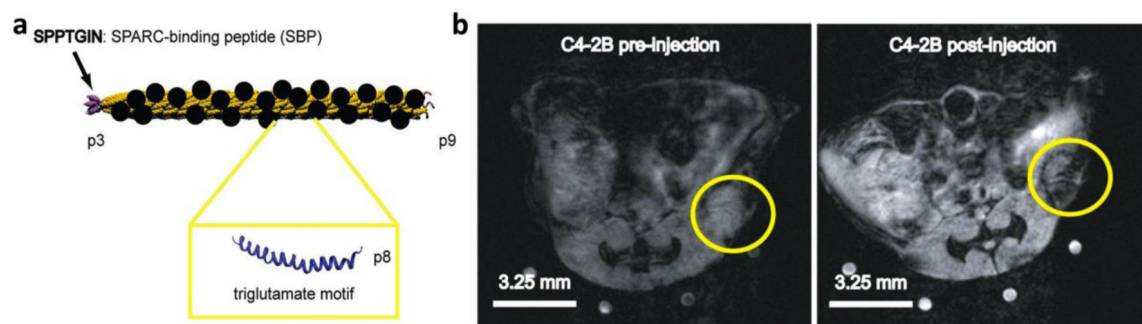 a
SPPTGIN: SPARC-binding peptide (SBP)
p3
p9
p8
triglutamate motif
b
C4-2B pre-injection
3.25 mm
C4-2B post-injection
3.25 mm